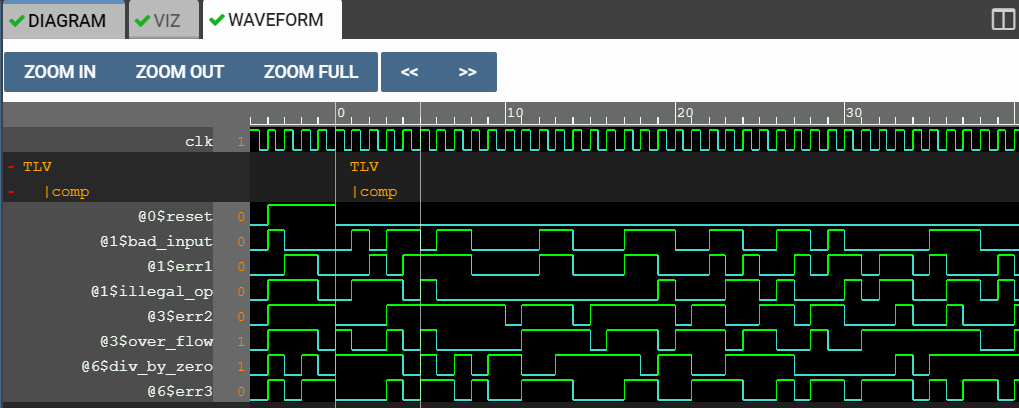 DIAGRAM VIZ WAVEFORM
ZOOM IN ZOOM OUT ZOOM FULL << >>
0 10 20 30
clk 1
- TLV TLV
- |comp |comp
@0$reset 0
@1$bad_input 0
@1$err1 0
@1$illegal_op 0
@3$err2 0
@3$over_flow 1
@6$div_by_zero 1
@6$err3 0